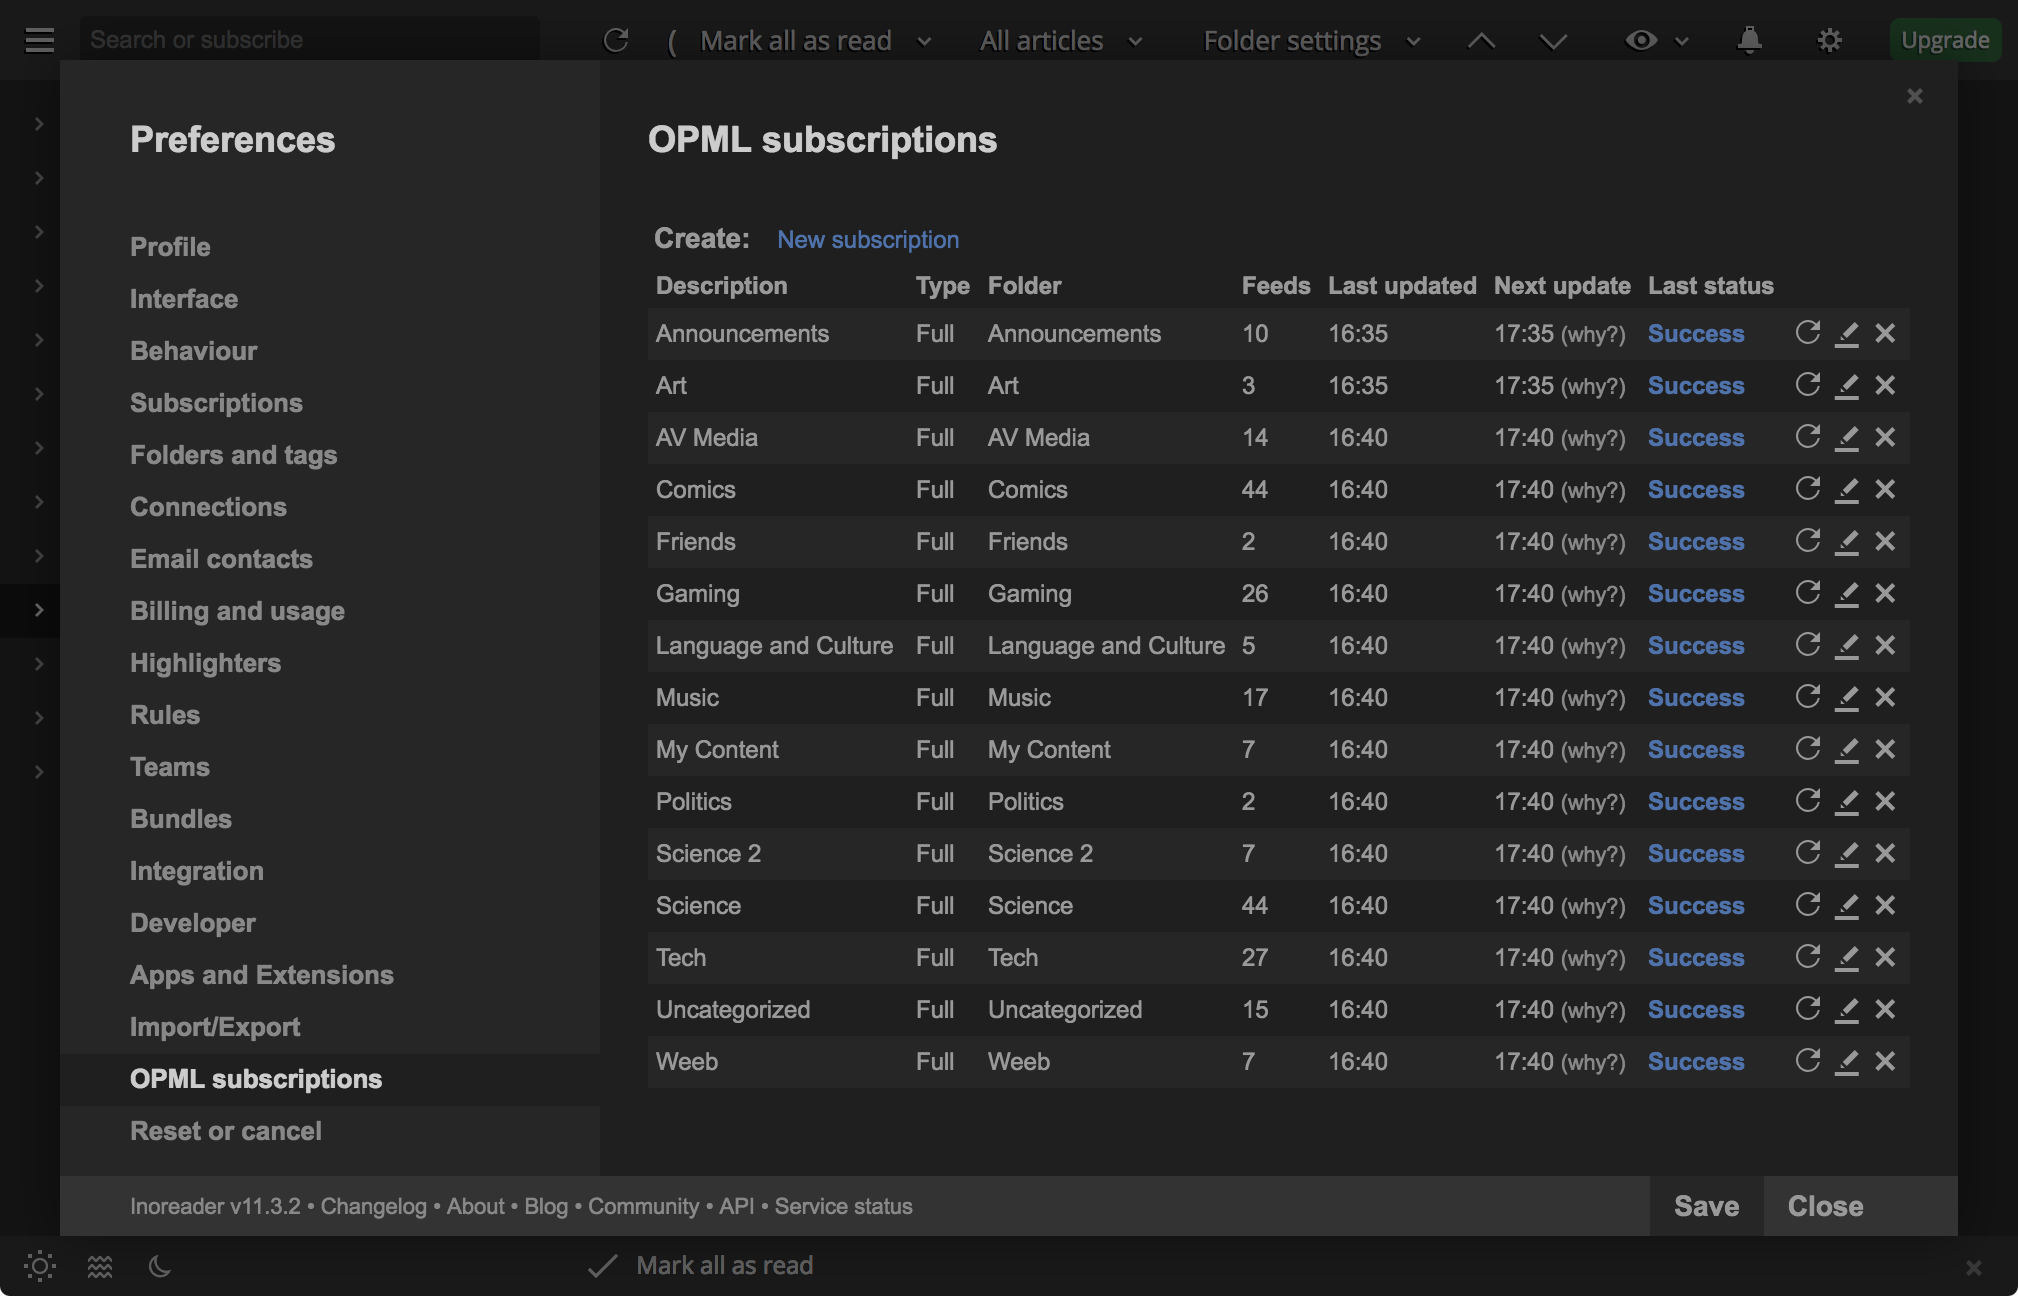 Search or subscribe
( Mark all as read All articles Folder settings Upgrade
Preferences
Profile
Interface
Behaviour
Subscriptions
Folders and tags
Connections
Email contacts
Billing and usage
Highlighters
Rules
Teams
Bundles
Integration
Developer
Apps and Extensions
Import/Export
OPML subscriptions
Reset or cancel
OPML subscriptions
Create: New subscription
Description Type Folder Feeds Last updated Next update Last status
Announcements Full Announcements 10 16:35 17:35 (why?) Success
Art Full Art 3 16:35 17:35 (why?) Success
AV Media Full AV Media 14 16:40 17:40 (why?) Success
Comics Full Comics 44 16:40 17:40 (why?) Success
Friends Full Friends 2 16:40 17:40 (why?) Success
Gaming Full Gaming 26 16:40 17:40 (why?) Success
Language and Culture Full Language and Culture 5 16:40 17:40 (why?) Success
Music Full Music 17 16:40 17:40 (why?) Success
My Content Full My Content 7 16:40 17:40 (why?) Success
Politics Full Politics 2 16:40 17:40 (why?) Success
Science 2 Full Science 2 7 16:40 17:40 (why?) Success
Science Full Science 44 16:40 17:40 (why?) Success
Tech Full Tech 27 16:40 17:40 (why?) Success
Uncategorized Full Uncategorized 15 16:40 17:40 (why?) Success
Weeb Full Weeb 7 16:40 17:40 (why?) Success
Inoreader v11.3.2 • Changelog • About • Blog • Community • API • Service status
Save Close
Mark all as read